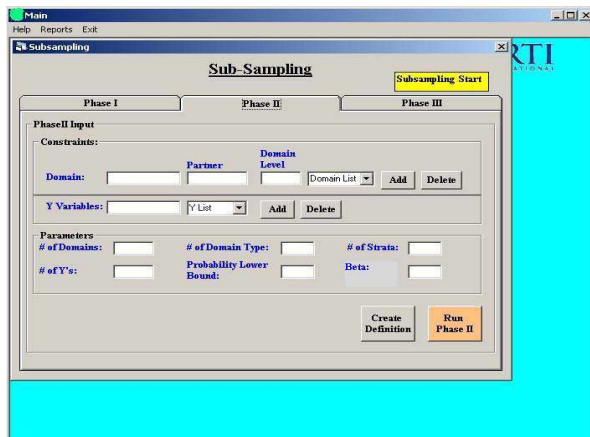 Main
Help Reports Exit
Subsampling
RTI
Sub-Sampling
Subsampling Start
Phase I
Phase II
Phase III
PhaseII Input
Constraints:
Domain:
Partner
Domain
Level
Domain List
Add
Delete
Y Variables:
Y List
Add
Delete
Parameters
# of Domains:
# of Domain Type:
# of Strata:
# of Y's:
Probability Lower
Bound:
Beta:
Create
Definition
Run
Phase II